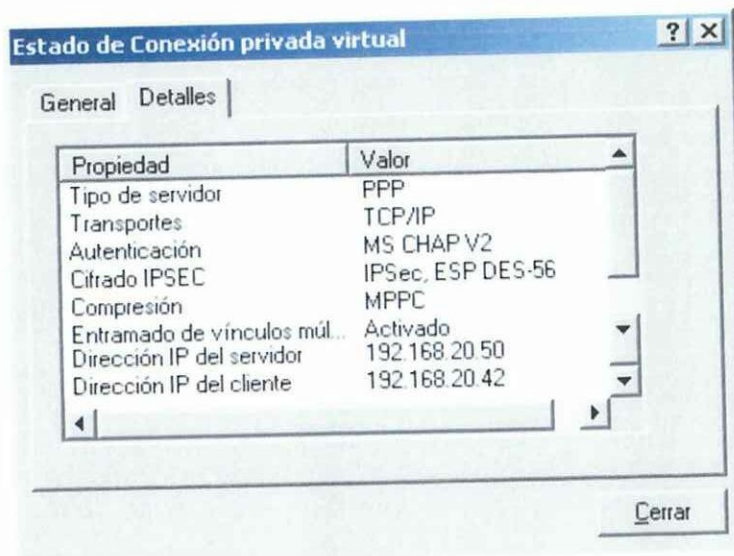 Estado de Conexión privada virtual
General Detalles
Propiedad Valor
Tipo de servidor PPP
Transportes TCP/IP
Autenticación MS CHAP V2
Cifrado IPSEC IPSec, ESP DES-56
Compresión MPPC
Entramado de vínculos múl... Activado
Dirección IP del servidor 192.168.20.50
Dirección IP del cliente 192.168.20.42
Cerrar